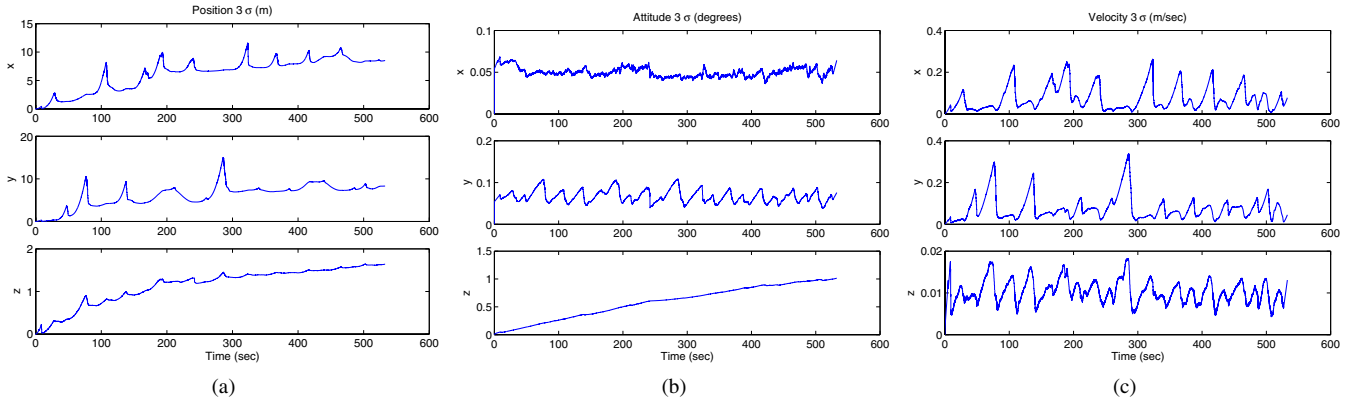 Position 3 σ (m)
15
10
5
0
x
0 100 200 300 400 500 600
20
10
0
y
0 100 200 300 400 500 600
2
1
0
z
0 100 200 300 400 500 600
Time (sec)
(a)
Attitude 3 σ (degrees)
0.1
0.05
x
0 100 200 300 400 500 600
0.2
0.1
0
y
0 100 200 300 400 500 600
1.5
1
0.5
0
z
0 100 200 300 400 500 600
Time (sec)
(b)
Velocity 3 σ (m/sec)
0.4
0.2
0
x
0 100 200 300 400 500 600
0.4
0.2
0
y
0 100 200 300 400 500 600
0.02
0.01
0
z
0 100 200 300 400 500 600
Time (sec)
(c)